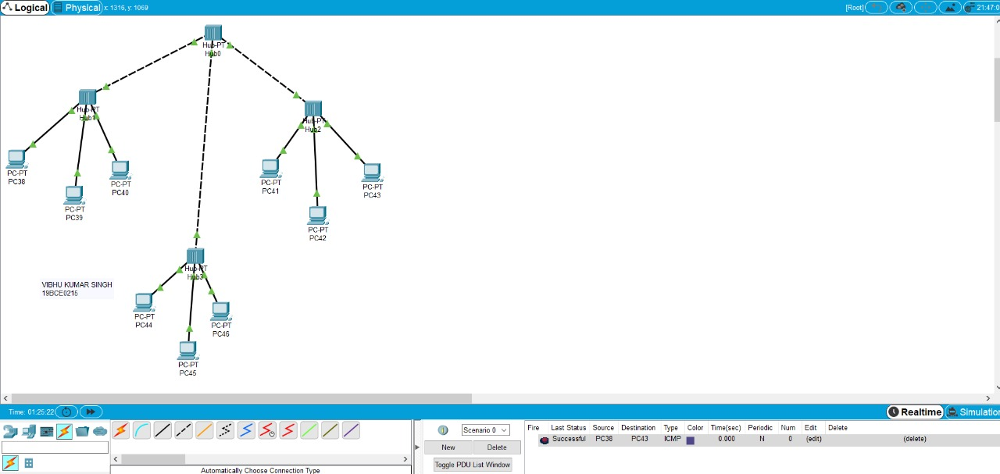 Logical Physical x: 1316, y: 1069 [Root] 21:47:0
Hub-PT
Hub0
Hub-PT
Hub1
Hub-PT
Hub2
PC-PT
PC38
PC-PT
PC39
PC-PT
PC40
PC-PT
PC41
PC-PT
PC42
PC-PT
PC43
Hub-PT
Hub3
VIBHU KUMAR SINGH
19BCE0215
PC-PT
PC44
PC-PT
PC46
PC-PT
PC45
Time: 01:25:22 Realtime Simulation
Scenario 0
New Delete
Toggle PDU List Window
Fire Last Status Source Destination Type Color Time(sec) Periodic Num Edit Delete
Successful PC38 PC43 ICMP 0.000 N 0 (edit) (delete)
Automatically Choose Connection Type